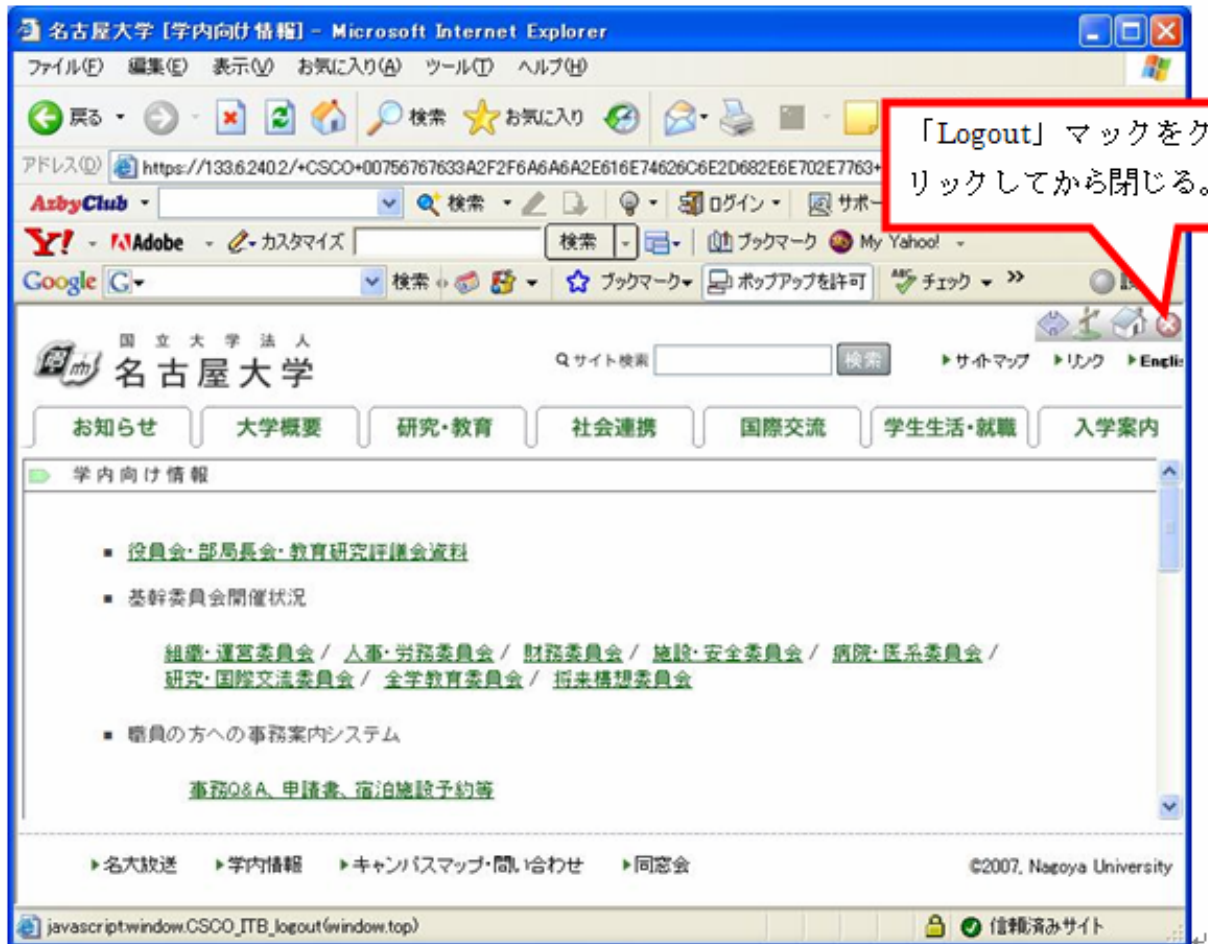 名古屋大学 [学内向け情報] - Microsoft Internet Explorer
ファイル(F) 編集(E) 表示(V) お気に入り(A) ツール(T) ヘルプ(H)
戻る 検索 お気に入り
「Logout」マックをク
リックしてから閉じる。
アドレス(D) https://133.6.240.2/+CSCO+00756767633A2F2F6A6A6A2E616E74626C6E2D682E6E702E7763+
AzbyClub 検索 ログイン サポー
Y! Adobe カスタマイズ 検索 ブックマーク My Yahoo!
Google G 検索 ブックマーク ポップアップを許可 チェック »
国立大学法人
名古屋大学
サイト検索 検索 サイトマップ リンク Englis
お知らせ 大学概要 研究・教育 社会連携 国際交流 学生生活・就職 入学案内
学内向け情報
役員会・部局長会・教育研究評議会資料
基幹委員会開催状況
組織・運営委員会 / 人事・労務委員会 / 財務委員会 / 施設・安全委員会 / 病院・医系委員会 /
研究・国際交流委員会 / 全学教育委員会 / 将来構想委員会
職員の方への事務案内システム
事務Q&A、申請書、宿泊施設予約等
名大放送 学内情報 キャンパスマップ・問い合わせ 同窓会 ©2007, Nagoya University
javascript:window.CSCO_ITB_logout(window.top) 信頼済みサイト